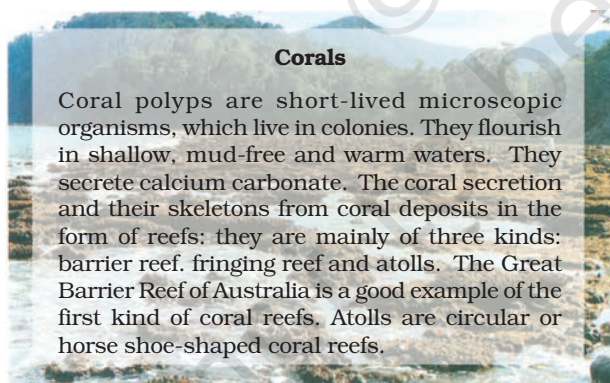 Corals
Coral polyps are short-lived microscopic
organisms, which live in colonies. They flourish
in shallow, mud-free and warm waters. They
secrete calcium carbonate. The coral secretion
and their skeletons from coral deposits in the
form of reefs: they are mainly of three kinds:
barrier reef. fringing reef and atolls. The Great
Barrier Reef of Australia is a good example of the
first kind of coral reefs. Atolls are circular or
horse shoe-shaped coral reefs.